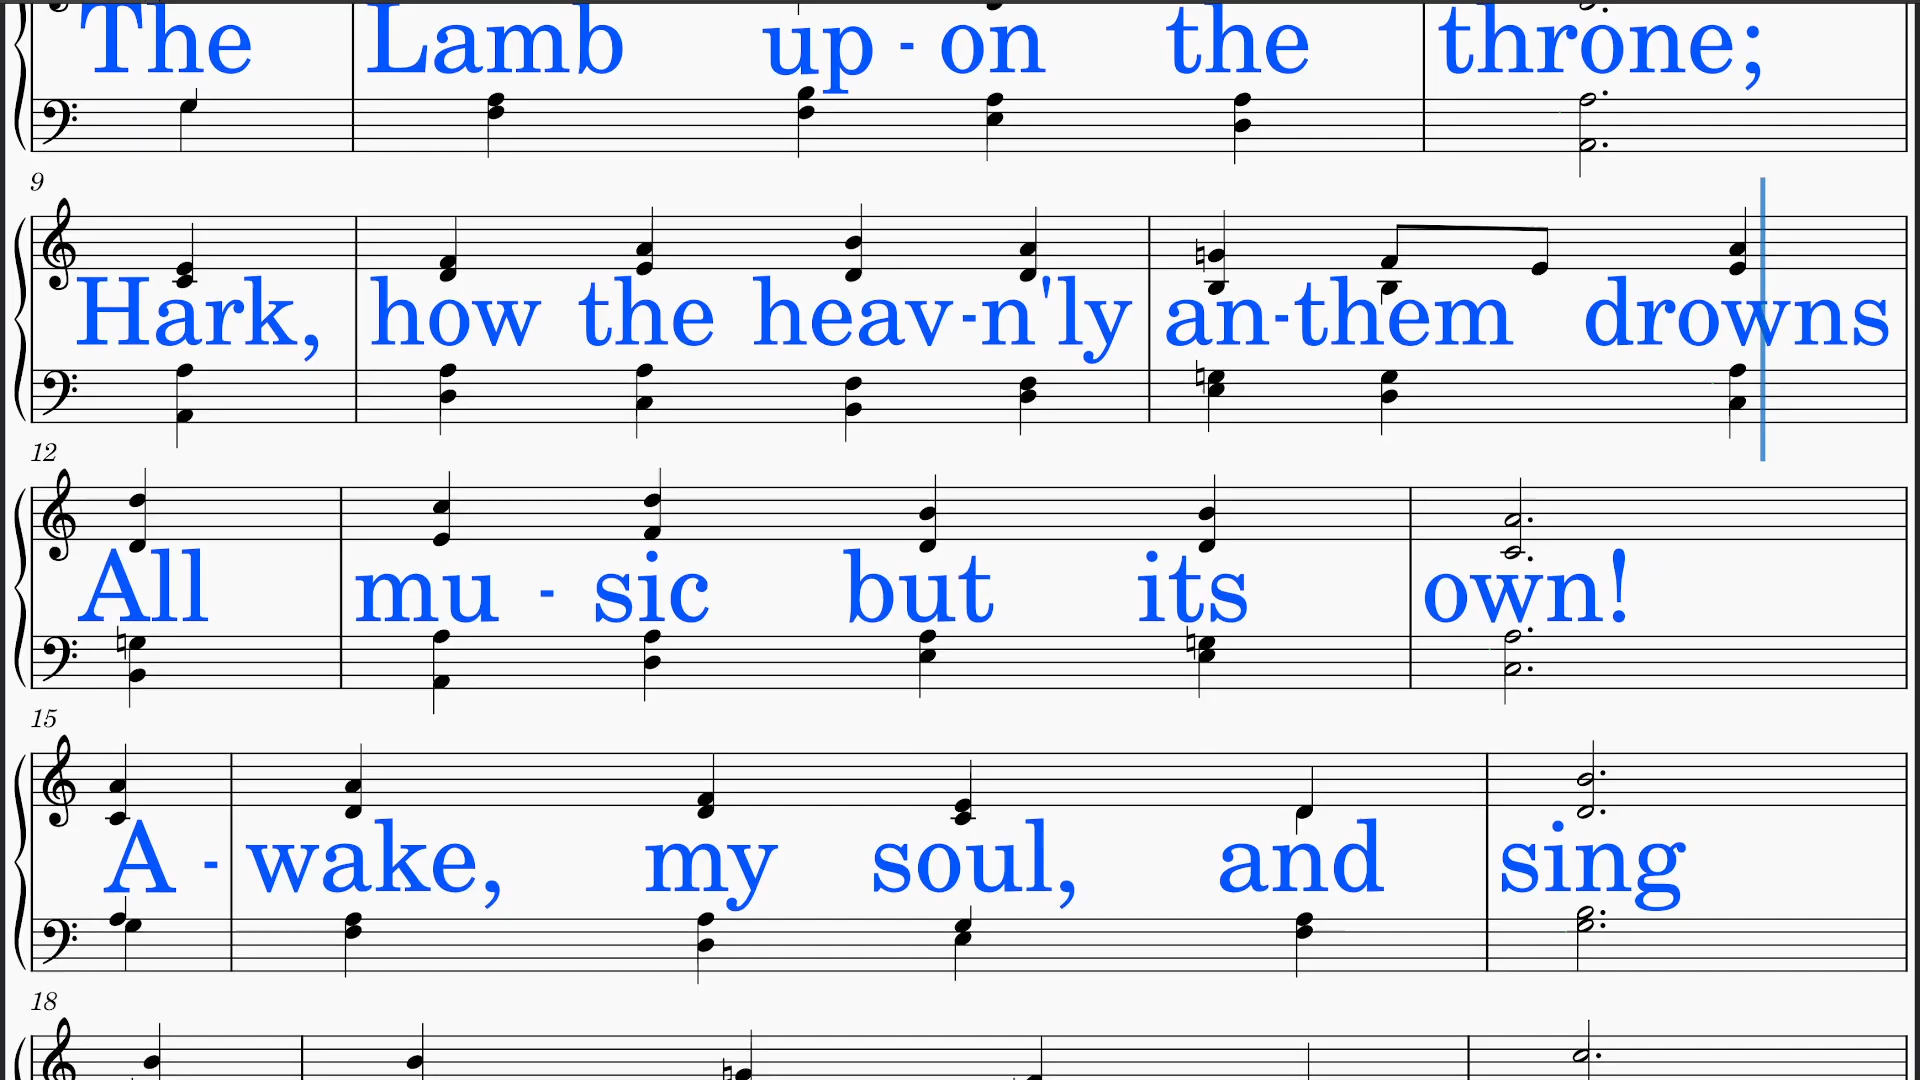 The Lamb up - on the throne;
9
Hark, how the heav-n'ly an-them drowns
12
All mu - sic but its own!
15
A - wake, my soul, and sing
18